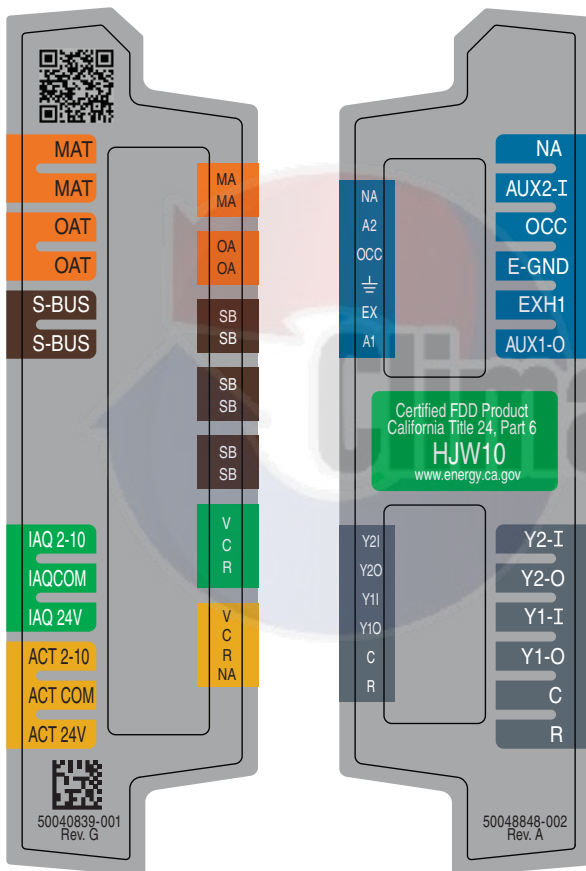 MAT
MAT
OAT
OAT
S-BUS
S-BUS
IAQ 2-10
IAQCOM
IAQ 24V
ACT 2-10
ACT COM
ACT 24V
50040839-001
Rev. G
MA
MA
OA
OA
SB
SB
SB
SB
SB
SB
V
C
R
V
C
R
NA
NA
A2
OCC
EX
A1
NA
AUX2-I
OCC
E-GND
EXH1
AUX1-O
Certified FDD Product
California Title 24, Part 6
HJW10
www.energy.ca.gov
Clima
Y2I
Y2O
Y1I
Y1O
C
R
Y2-I
Y2-O
Y1-I
Y1-O
C
R
50048848-002
Rev. A